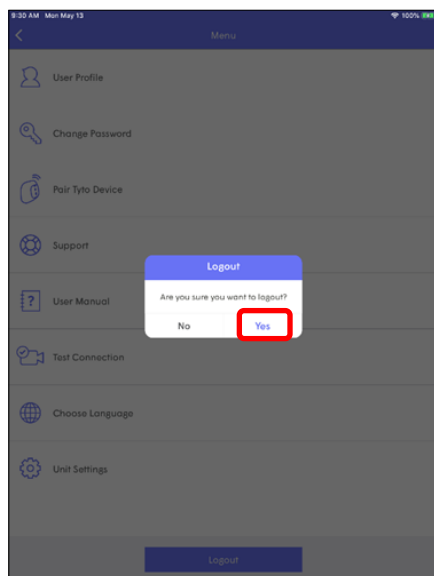 9:30 AM Mon May 13 100%
Menu
User Profile
Change Password
Pair Tyto Device
Support
Logout
Are you sure you want to logout?
No Yes
User Manual
Test Connection
Choose Language
Unit Settings
Logout